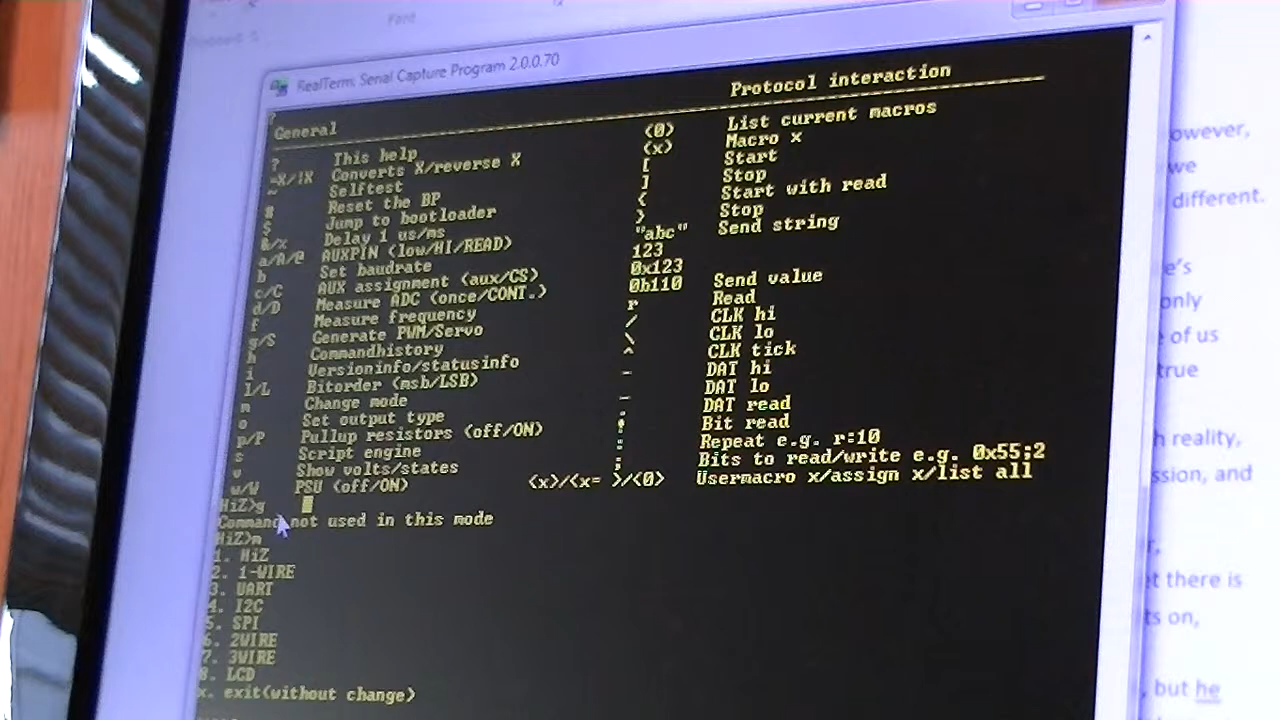 Font
RealTerm: Serial Capture Program 2.0.0.70
?
General Protocol interaction
? This help (0) List current macros
=X/|X Converts X/reverse X (x) Macro x
~ Selftest [ Start
# Reset the BP ] Stop
$ Jump to bootloader { Start with read
&/% Delay 1 us/ms } Stop
a/A/@ AUXPIN (low/HI/READ) "abc" Send string
b Set baudrate 123
c/C AUX assignment (aux/CS) 0x123
d/D Measure ADC (once/CONT.) 0b110 Send value
f Measure frequency r Read
g/S Generate PWM/Servo / CLK hi
h Commandhistory \ CLK lo
i Versioninfo/statusinfo ^ CLK tick
l/L Bitorder (msb/LSB) - DAT hi
m Change mode _ DAT lo
o Set output type . DAT read
p/P Pullup resistors (off/ON) ! Bit read
s Script engine : Repeat e.g. r:10
v Show volts/states ; Bits to read/write e.g. 0x55;2
w/W PSU (off/ON) <x>/<x= >/<0> Usermacro x/assign x/list all
HiZ>g
Command not used in this mode
HiZ>m
1. HiZ
2. 1-WIRE
3. UART
4. I2C
5. SPI
6. 2WIRE
7. 3WIRE
8. LCD
x. exit(without change)
owever,
we
different.
e's
only
e of us
true
h reality,
ssion, and
r,
et there is
ts on,
, but he